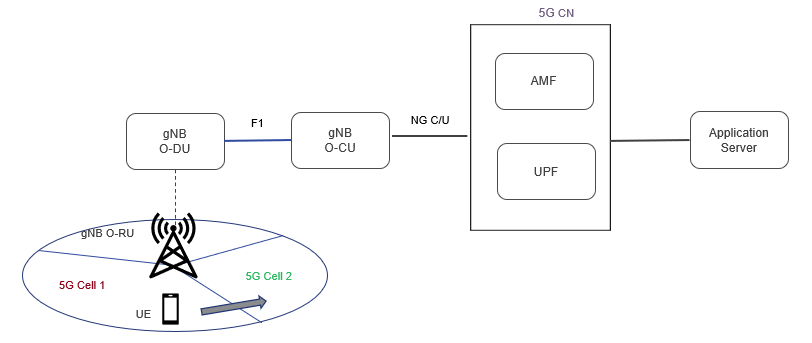 5G CN
AMF
F1
NG C/U
gNB
O-DU
gNB
O-CU
Application
Server
UPF
gNB O-RU
5G Cell 1
5G Cell 2
UE